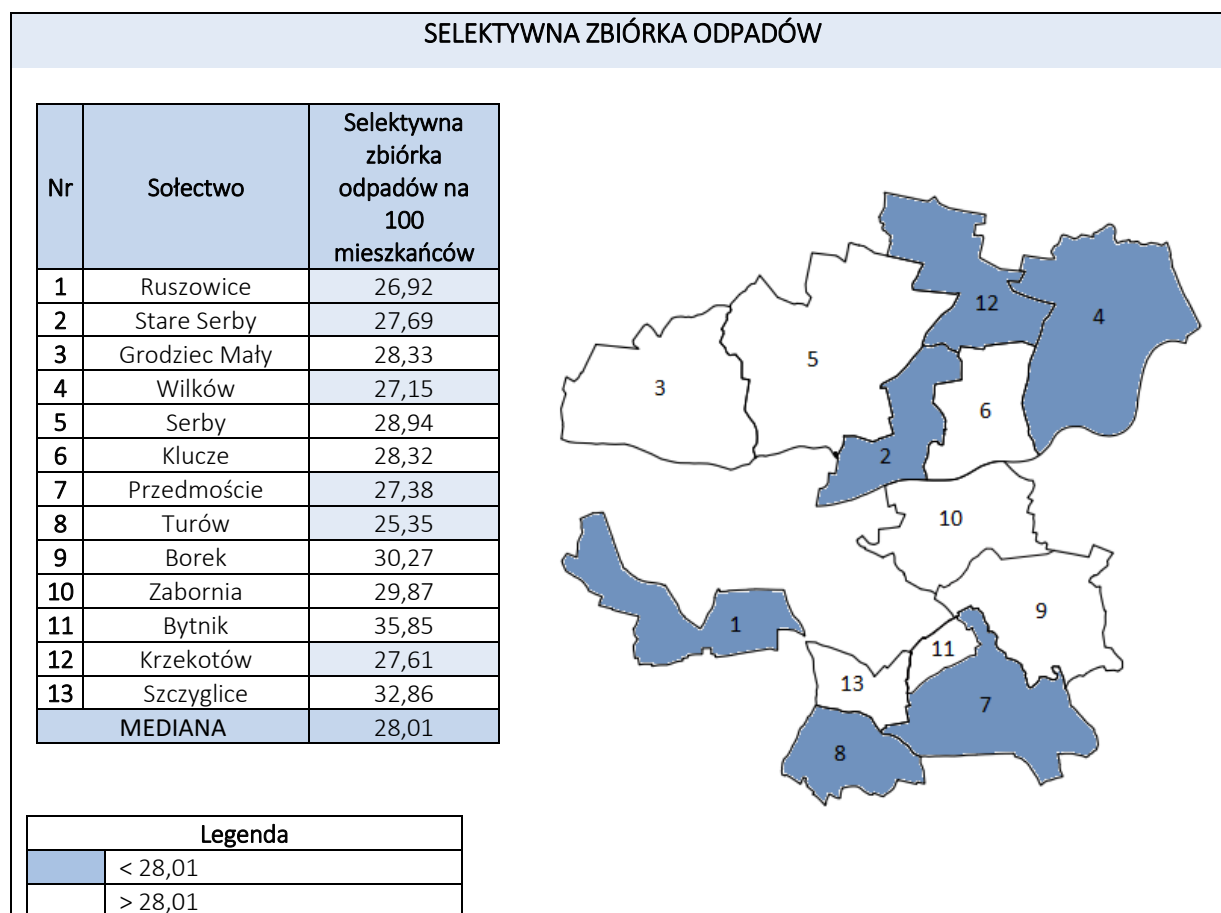 SELEKTYWNA ZBIÓRKA ODPADÓW
Nr Sołectwo Selektywna
zbiórka
odpadów na
100
mieszkańców
1 Ruszowice 26,92
2 Stare Serby 27,69
3 Grodziec Mały 28,33
4 Wilków 27,15
5 Serby 28,94
6 Klucze 28,32
7 Przedmoście 27,38
8 Turów 25,35
9 Borek 30,27
10 Zabornia 29,87
11 Bytnik 35,85
12 Krzekotów 27,61
13 Szczyglice 32,86
MEDIANA 28,01
12
4
5
3
6
2
10
9
1
11
13
7
8
Legenda
< 28,01
> 28,01